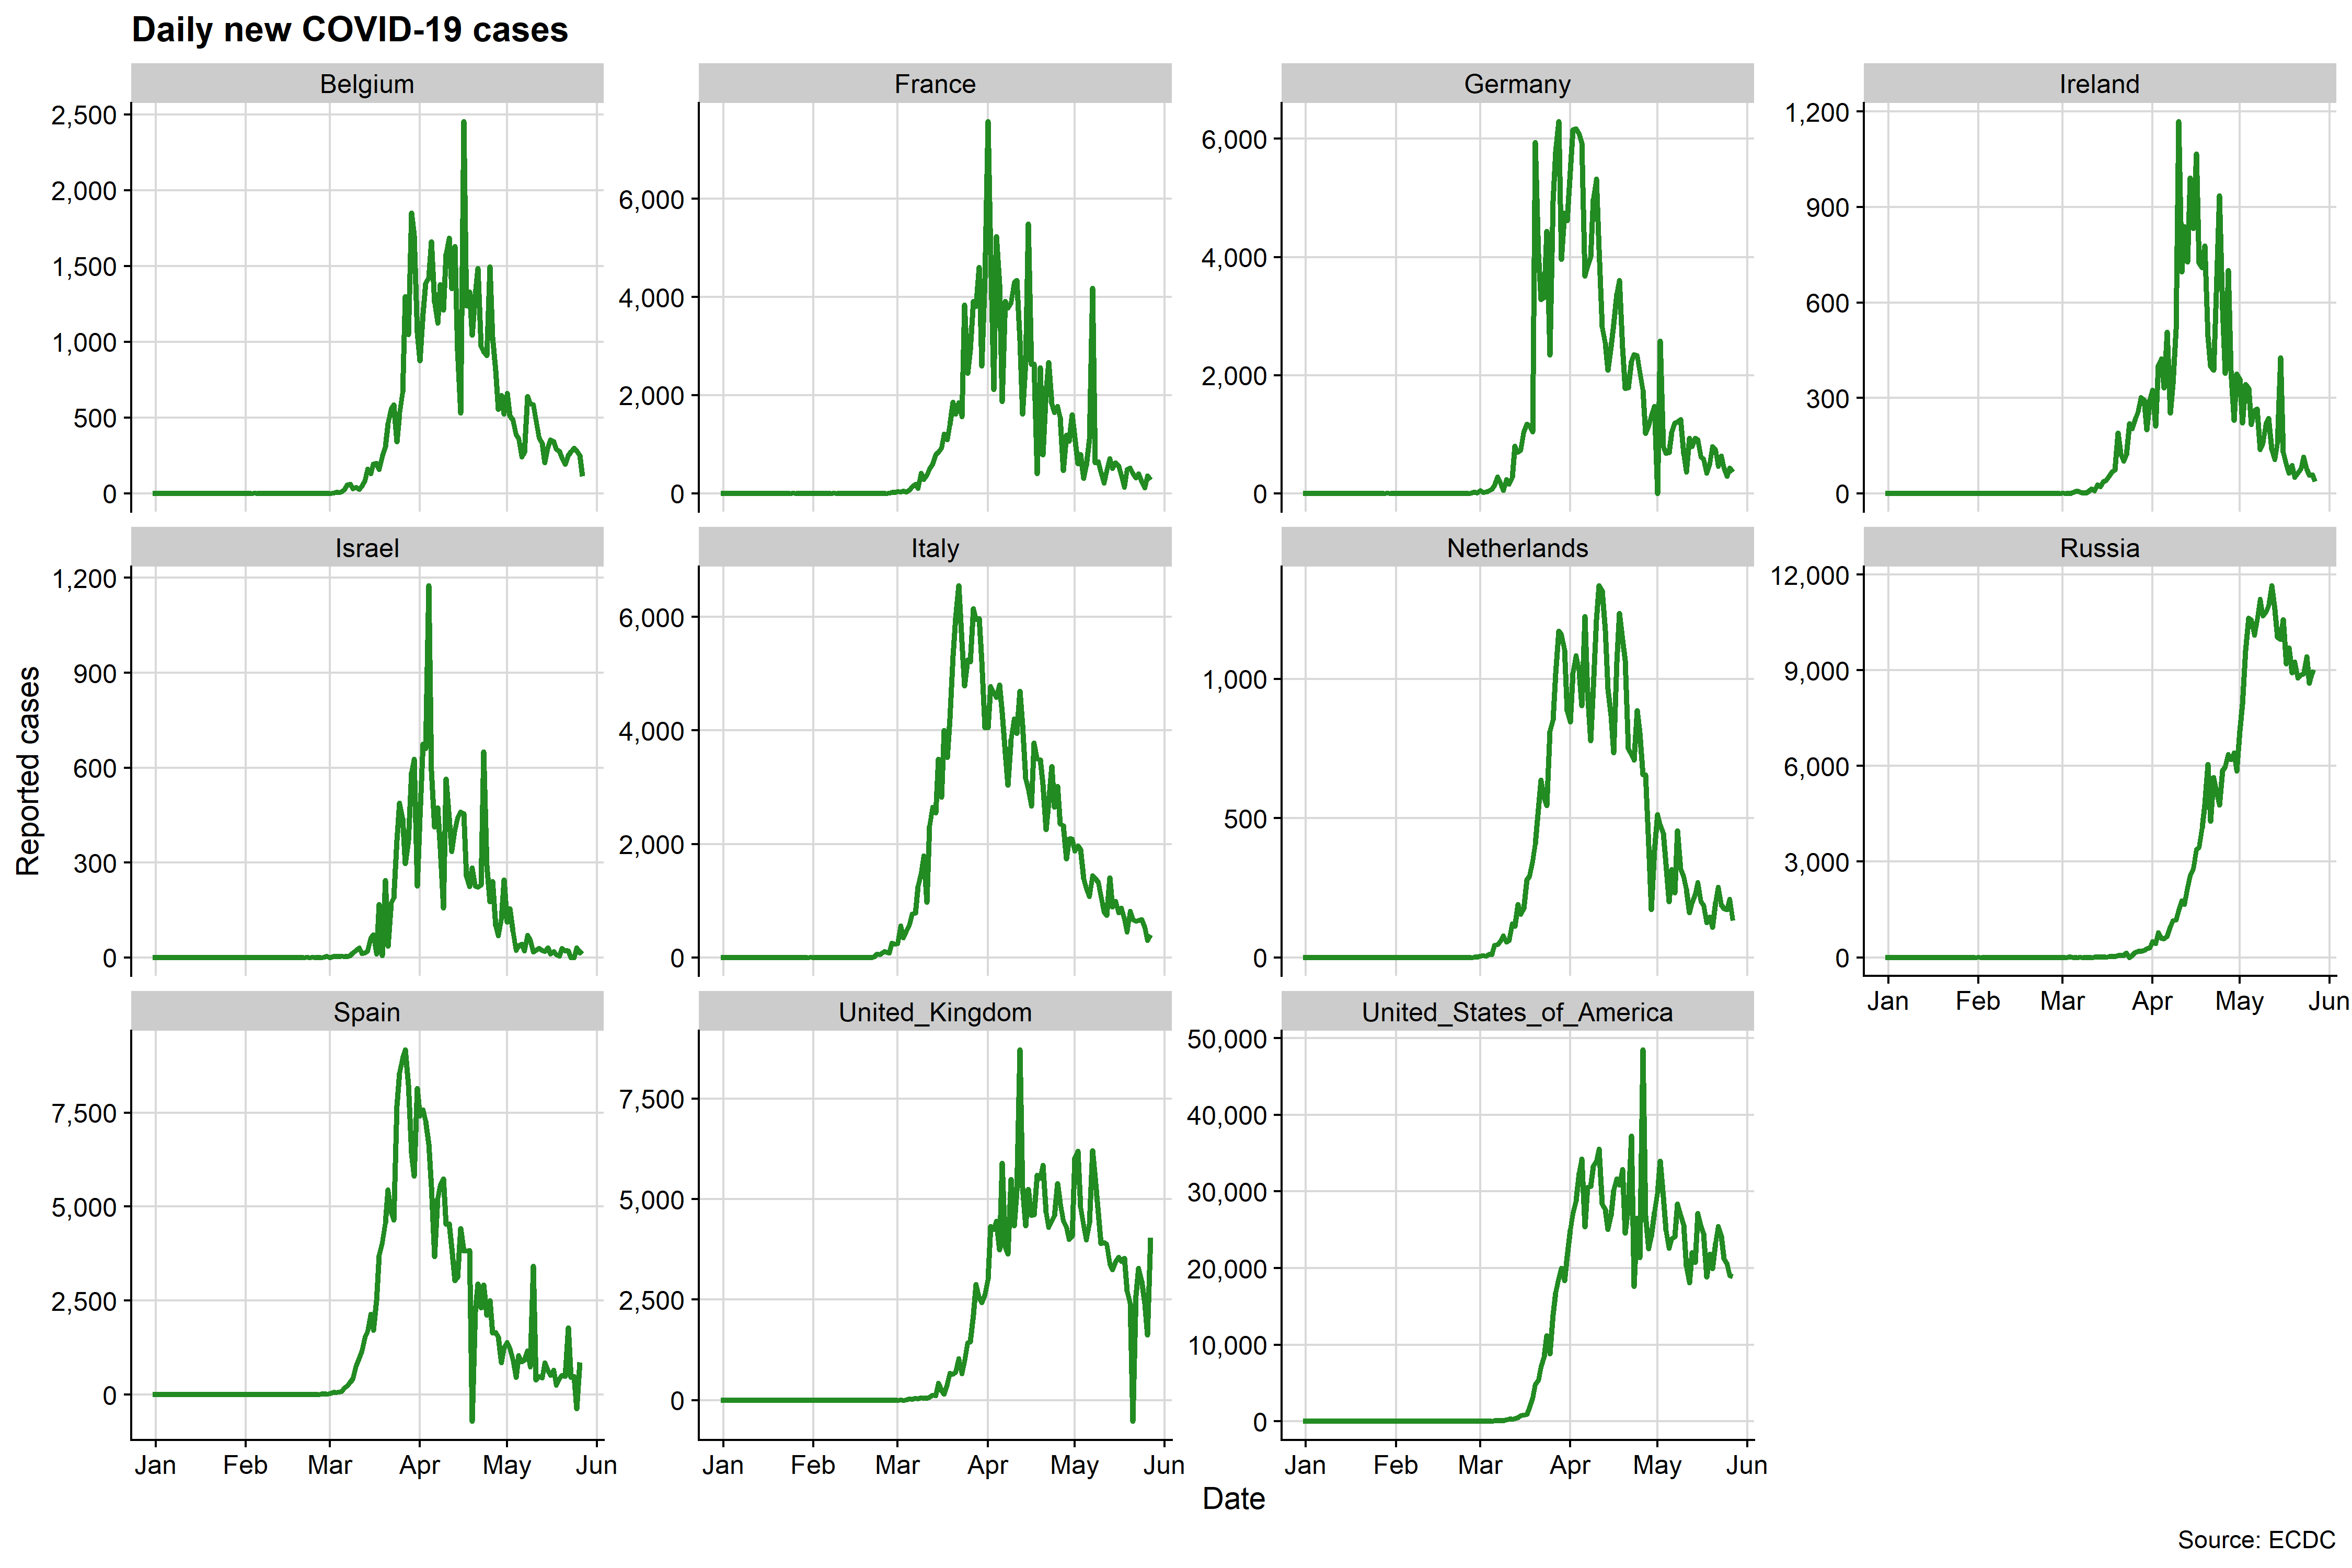 Daily new COVID-19 cases
Belgium
France
Germany
Ireland
2,500
2,000
1,500
1,000
500
0
6,000
4,000
2,000
0
6,000
4,000
2,000
0
1,200
900
600
300
0
Israel
Italy
Netherlands
Russia
1,200
900
600
300
0
6,000
4,000
2,000
0
1,000
500
0
12,000
9,000
6,000
3,000
0
Jan Feb Mar Apr May Jun
Reported cases
Spain
United_Kingdom
United_States_of_America
7,500
5,000
2,500
0
7,500
5,000
2,500
0
50,000
40,000
30,000
20,000
10,000
0
Jan Feb Mar Apr May Jun
Jan Feb Mar Apr May Jun
Jan Feb Mar Apr May Jun
Date
Source: ECDC